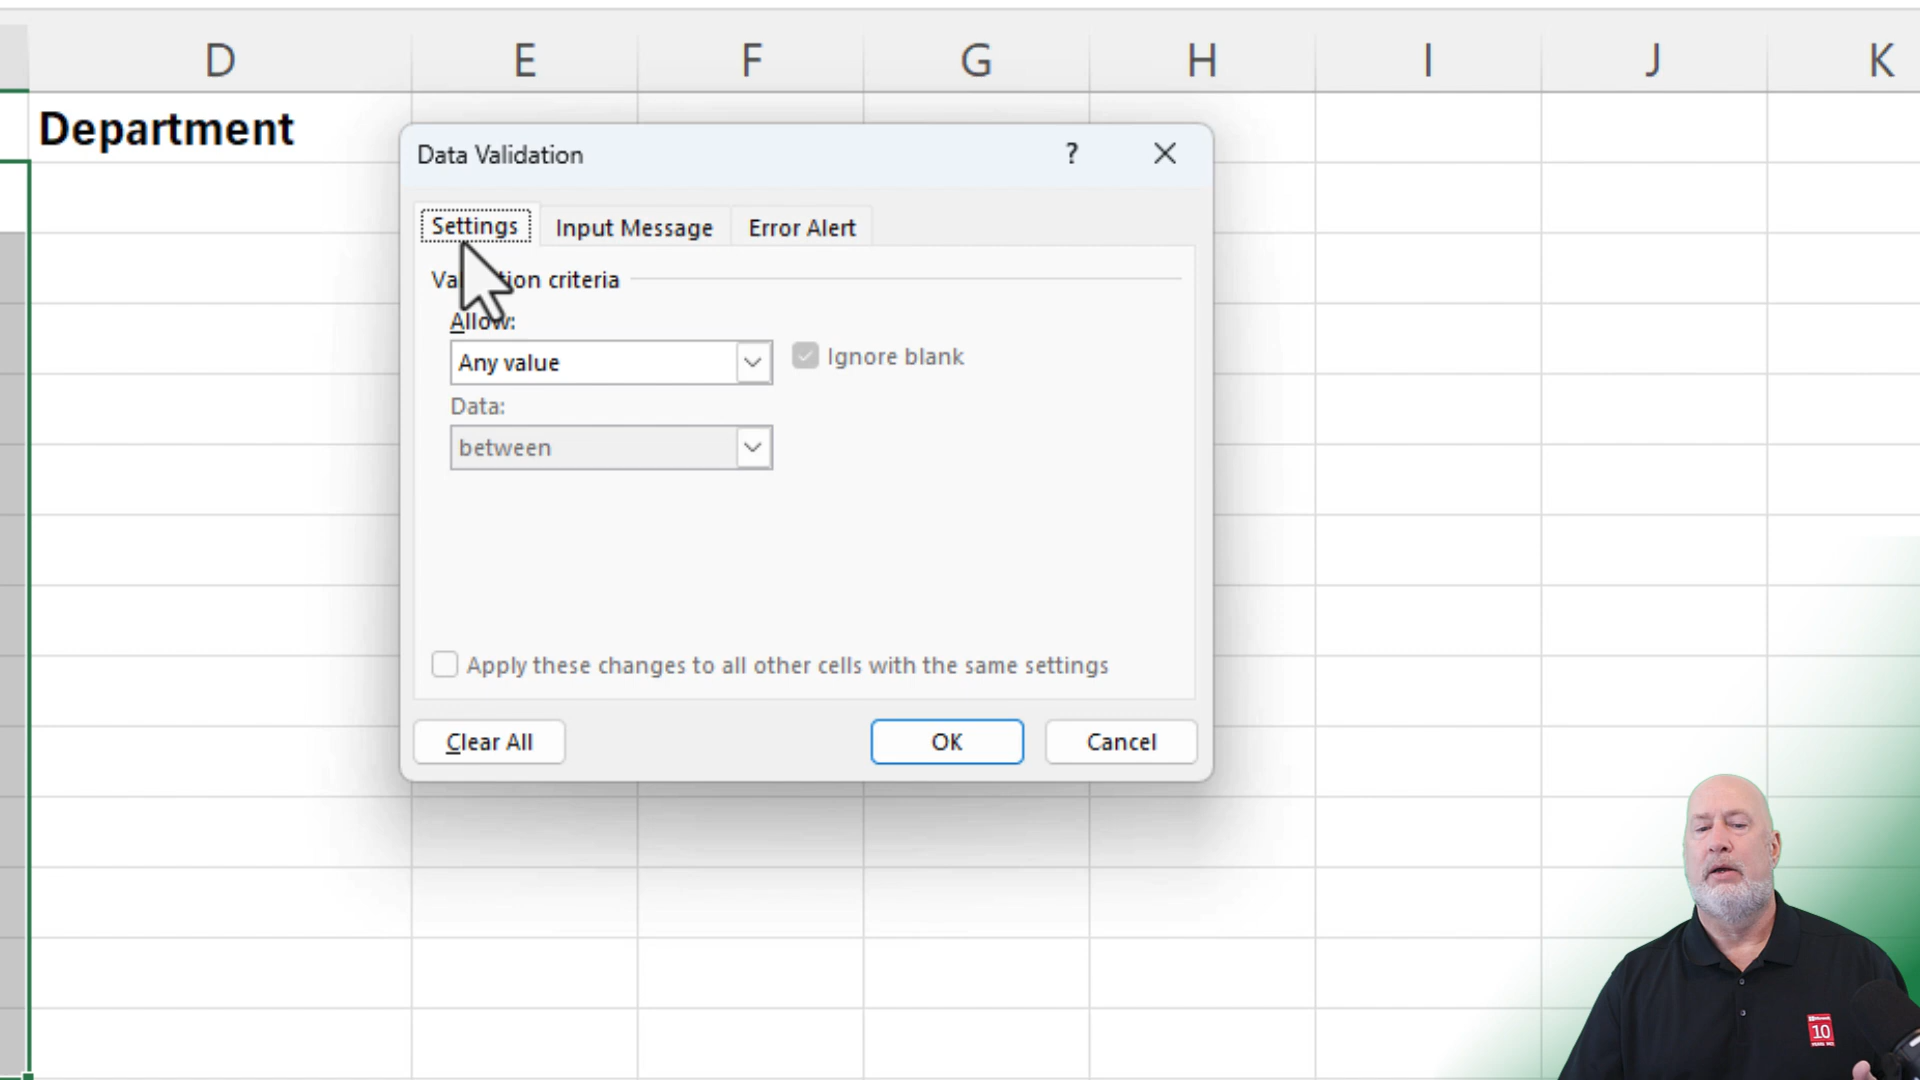 D E F G H I J K
Department
Data Validation ?
Settings Input Message Error Alert
criteria
Allow:
Any value Ignore blank
Data:
between
Apply these changes to all other cells with the same settings
Clear All OK Cancel
10